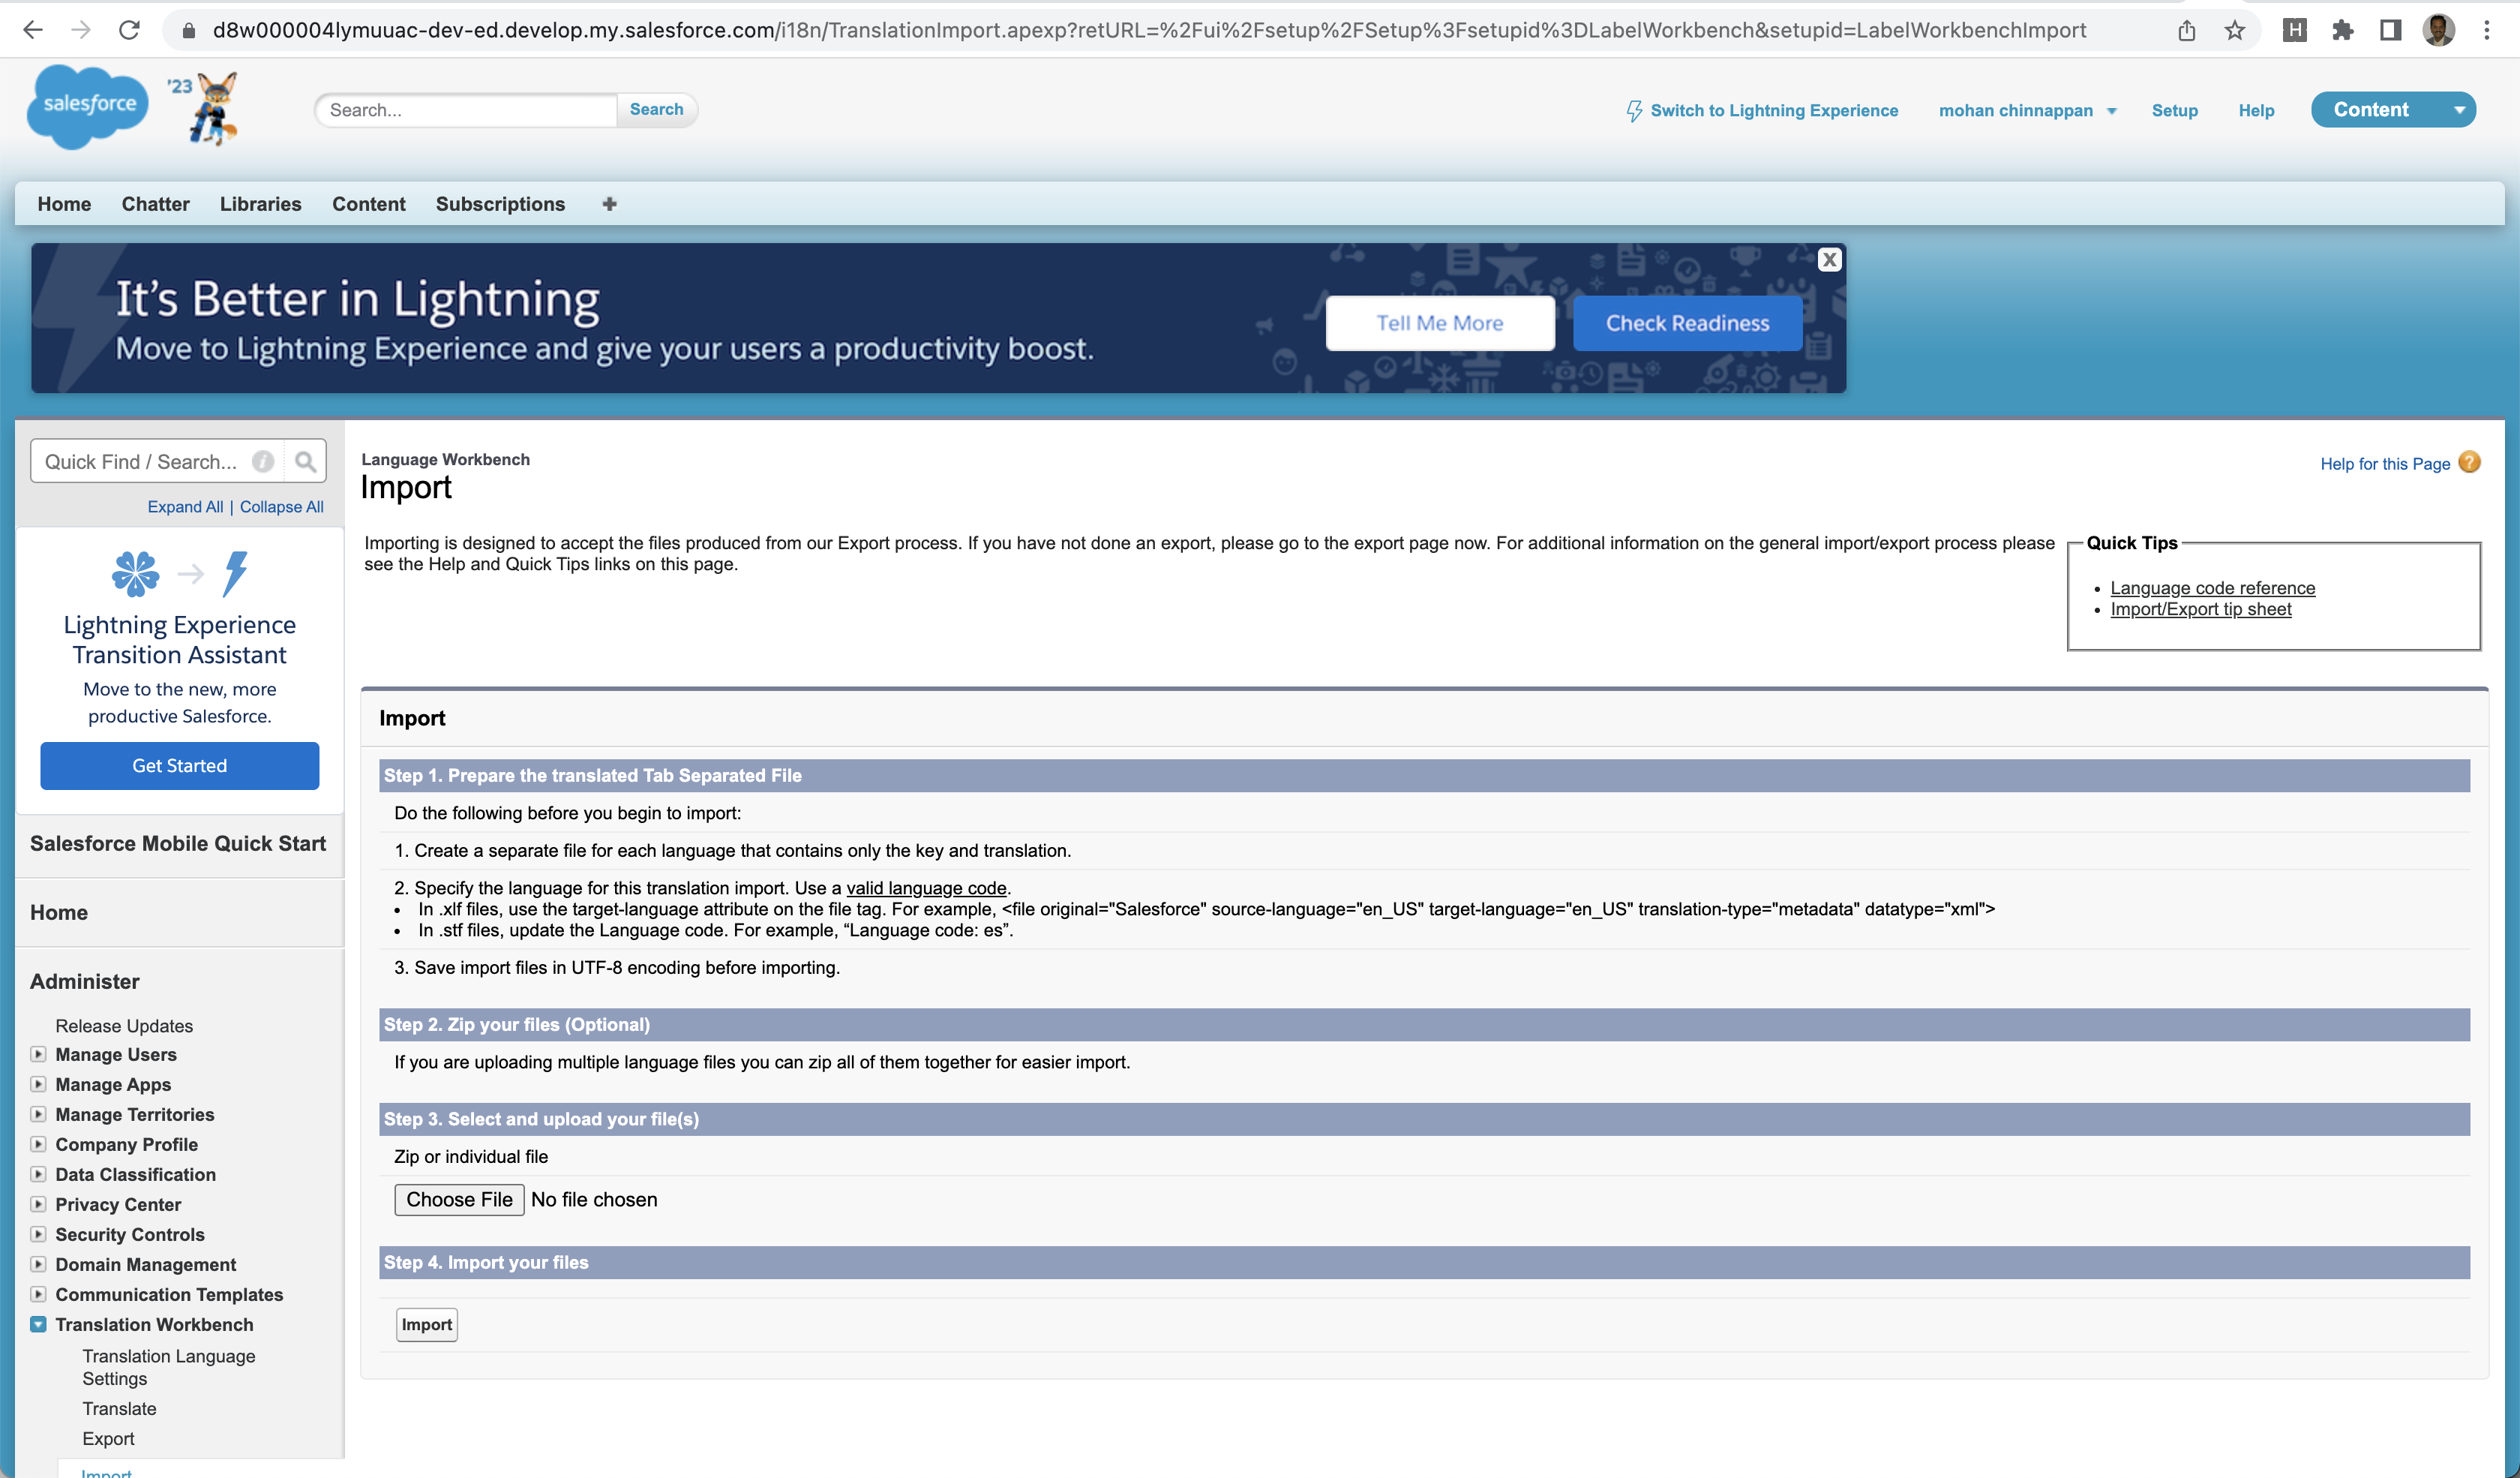 d8w000004lymuuac-dev-ed.develop.my.salesforce.com/i18n/TranslationImport.apexp?retURL=%2Fui%2Fsetup%2FSetup%3Fsetupid%3DLabelWorkbench&setupid=LabelWorkbenchImport
H
salesforce
'23
Search...
Search
Switch to Lightning Experience
mohan chinnappan
Setup
Help
Content
Home
Chatter
Libraries
Content
Subscriptions
It's Better in Lightning
Move to Lightning Experience and give your users a productivity boost.
Tell Me More
Check Readiness
X
Quick Find / Search...
Expand All | Collapse All
Lightning Experience
Transition Assistant
Move to the new, more
productive Salesforce.
Get Started
Salesforce Mobile Quick Start
Home
Administer
Release Updates
Manage Users
Manage Apps
Manage Territories
Company Profile
Data Classification
Privacy Center
Security Controls
Domain Management
Communication Templates
Translation Workbench
Translation Language
Settings
Translate
Export
Import
Language Workbench
Import
Help for this Page ?
Importing is designed to accept the files produced from our Export process. If you have not done an export, please go to the export page now. For additional information on the general import/export process please
see the Help and Quick Tips links on this page.
Quick Tips
• Language code reference
• Import/Export tip sheet
Import
Step 1. Prepare the translated Tab Separated File
Do the following before you begin to import:
1. Create a separate file for each language that contains only the key and translation.
2. Specify the language for this translation import. Use a valid language code.
• In .xlf files, use the target-language attribute on the file tag. For example, <file original="Salesforce" source-language="en_US" target-language="en_US" translation-type="metadata" datatype="xml">
• In .stf files, update the Language code. For example, “Language code: es”.
3. Save import files in UTF-8 encoding before importing.
Step 2. Zip your files (Optional)
If you are uploading multiple language files you can zip all of them together for easier import.
Step 3. Select and upload your file(s)
Zip or individual file
Choose File No file chosen
Step 4. Import your files
Import